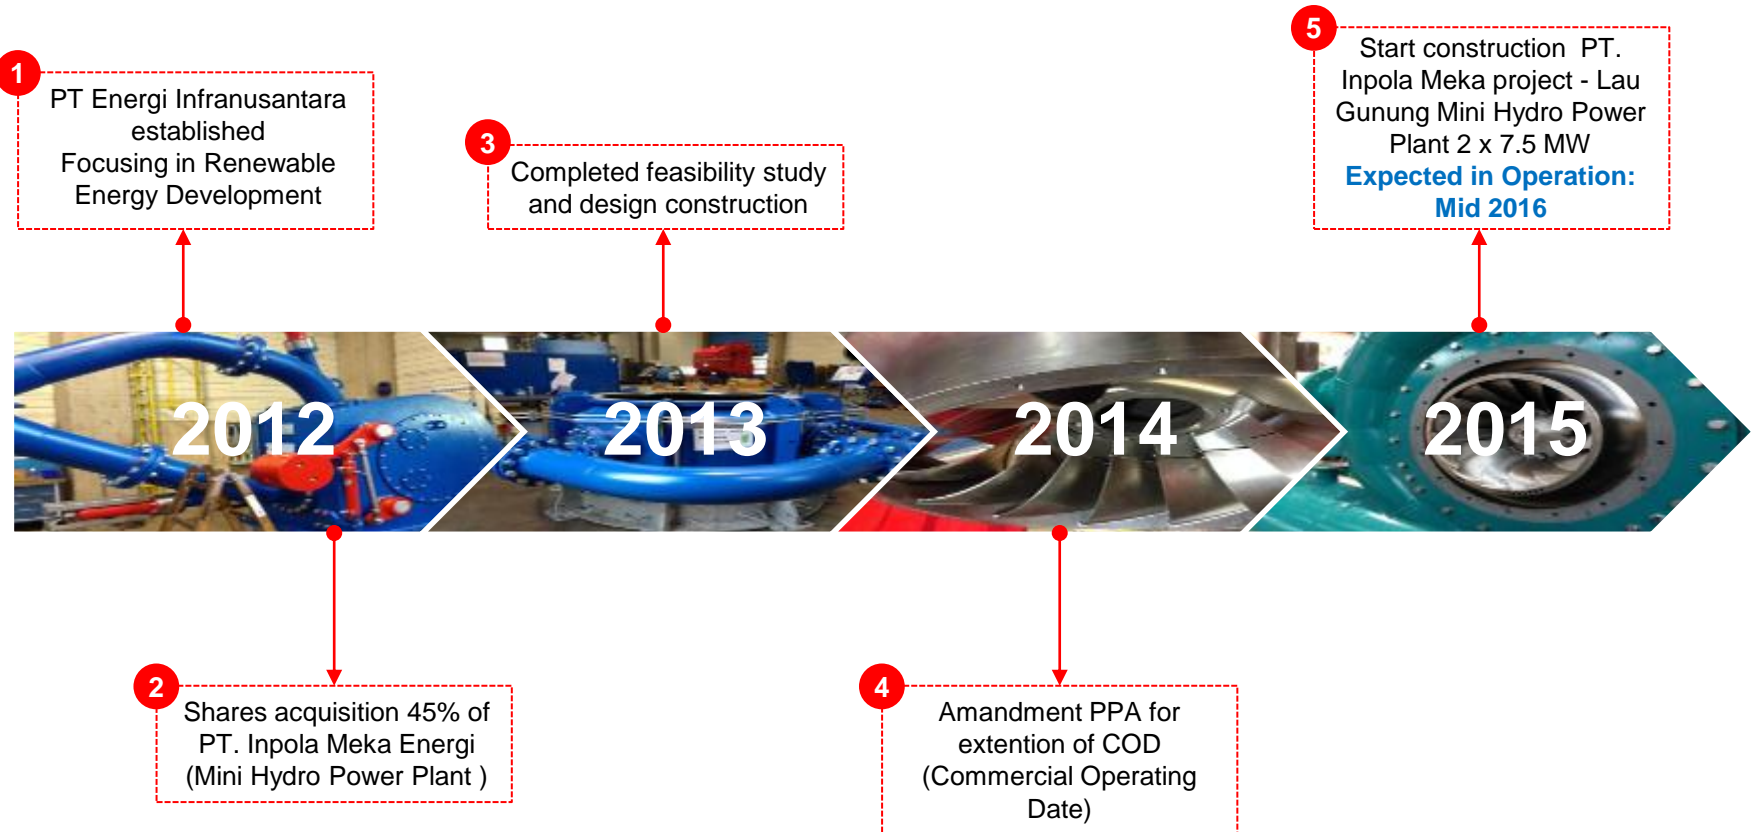 1
PT Energi Infranusantara
established
Focusing in Renewable
Energy Development
3
Completed feasibility study
and design construction
5
Start construction PT.
Inpola Meka project - Lau
Gunung Mini Hydro Power
Plant 2 x 7.5 MW
Expected in Operation:
Mid 2016
2012
2013
2014
2015
2
Shares acquisition 45% of
PT. Inpola Meka Energi
(Mini Hydro Power Plant )
4
Amandment PPA for
extention of COD
(Commercial Operating
Date)